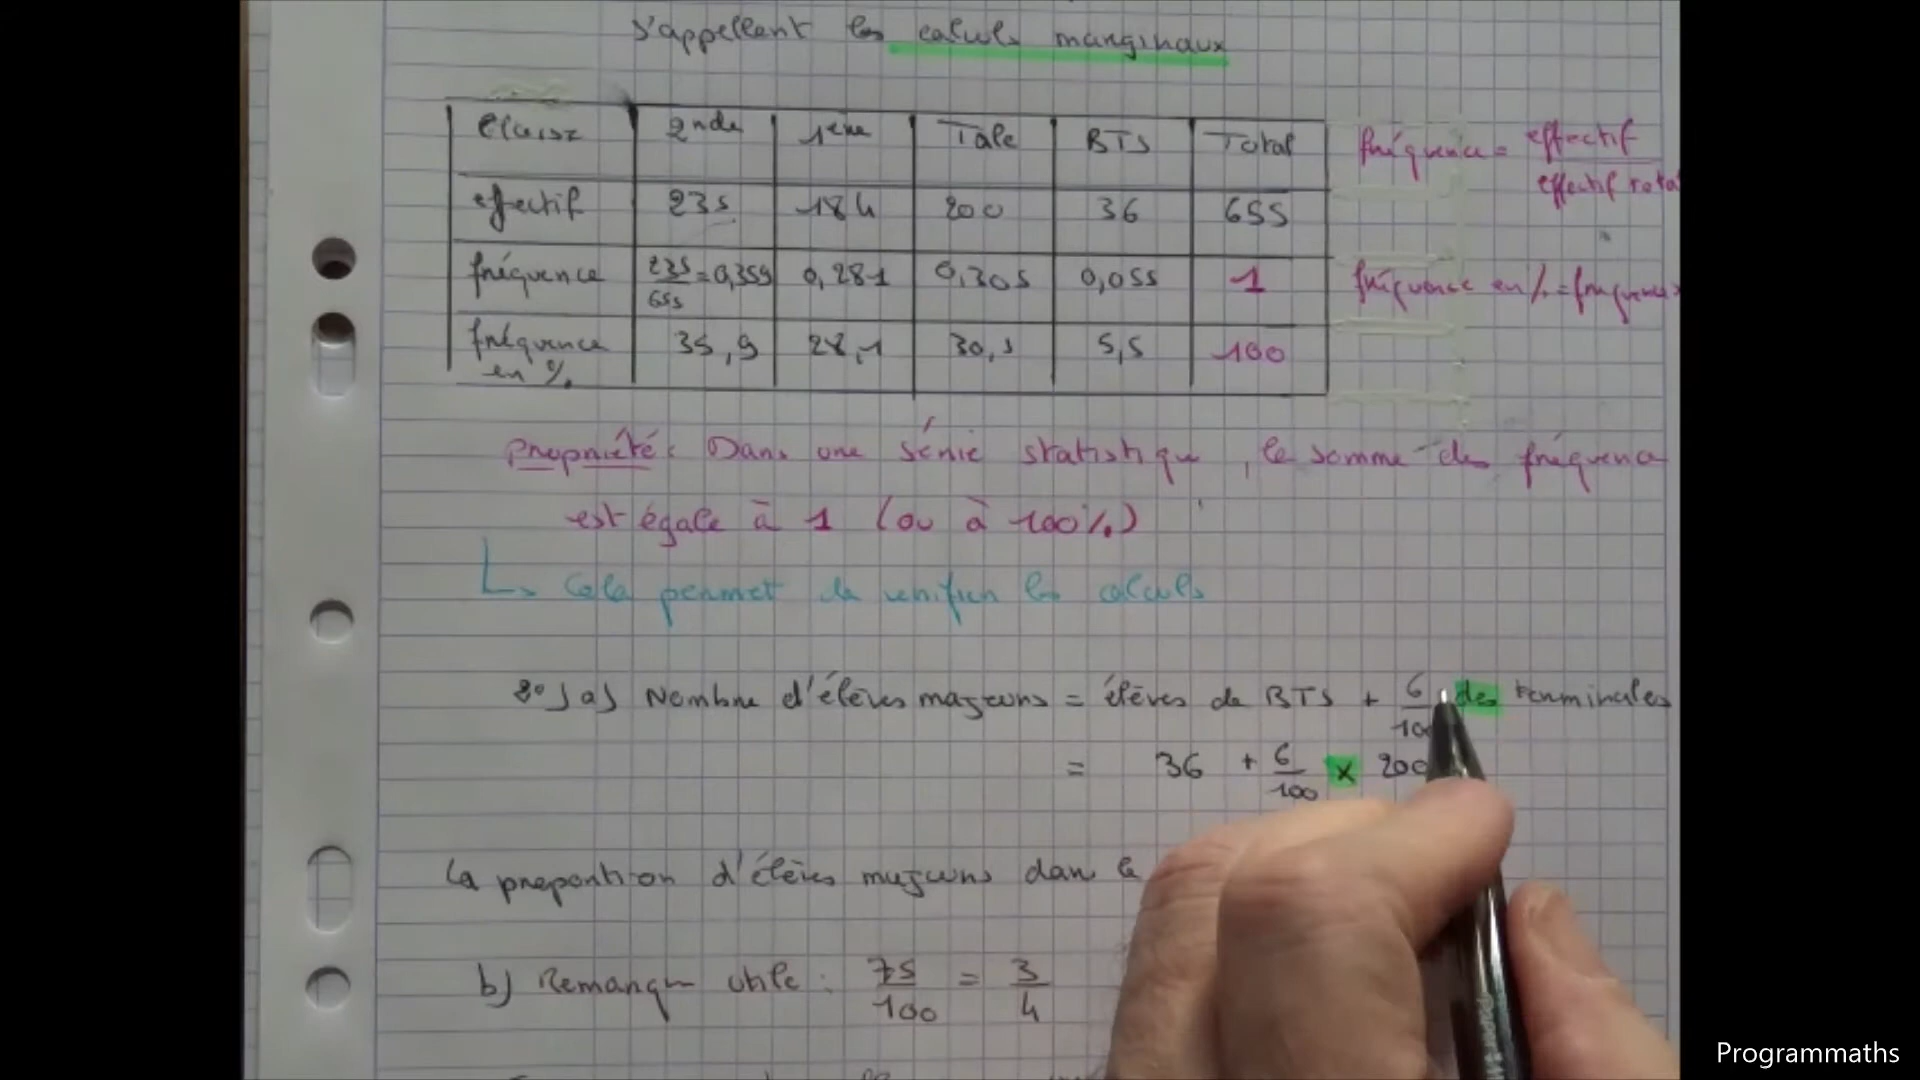 s'appellent les calculs marginaux
Classe 2nde 1ère Tale BTS Total
effectif 235 184 200 36 655
fréquence 235/655 = 0,359 0,281 0,305 0,055 1
fréquence en % 35,9 28,1 30,5 5,5 100
fréquence = effectif / effectif total
fréquence en % = fréquence
Propriété : Dans une série statistique, la somme des fréquenc
est égale à 1 (ou à 100%)
Cela permet de vérifier les calculs
a) Nombre d'élèves majeurs = élèves de BTS + 6/100 des terminales
= 36 + 6/100 x 200
La proportion d'élèves majeurs dans le
b) Remarque utile : 75/100 = 3/4
Programmaths